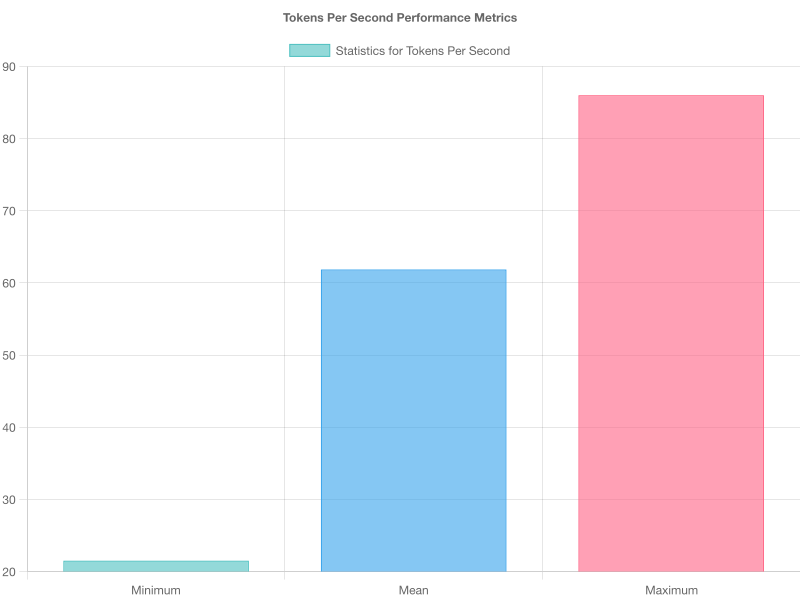 Tokens Per Second Performance Metrics
Statistics for Tokens Per Second
90
80
70
60
50
40
30
20
Minimum Mean Maximum